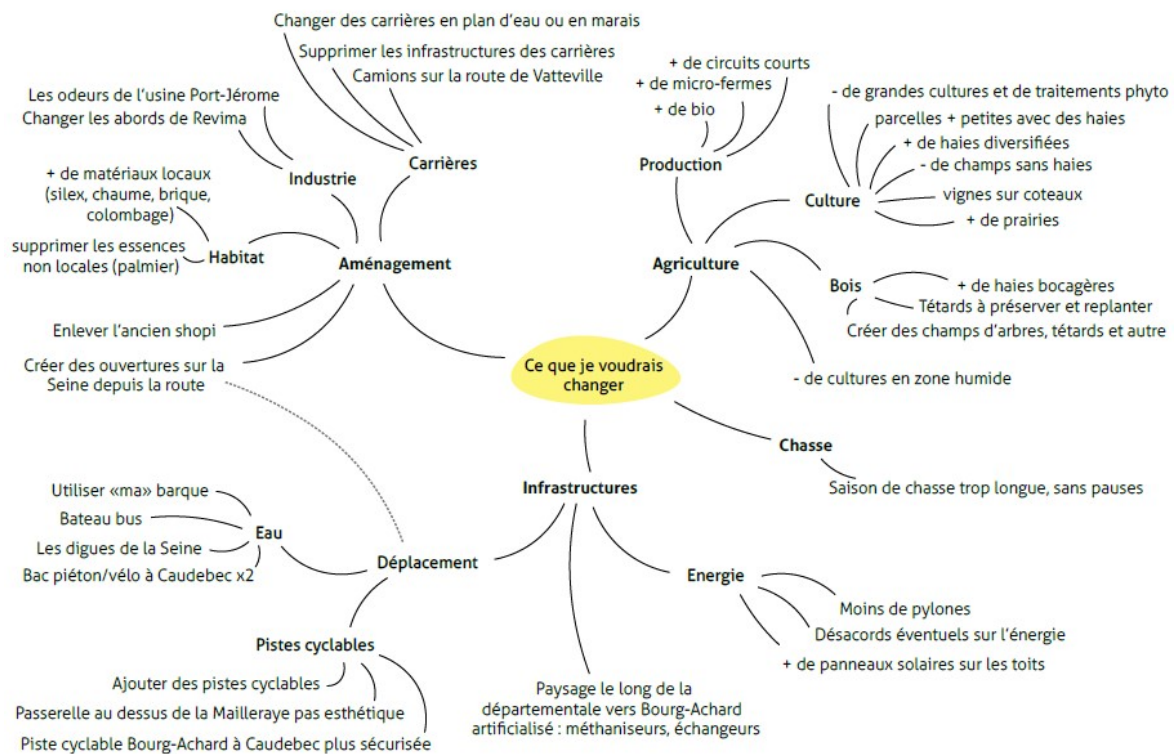 Changer des carrières en plan d'eau ou en marais
Supprimer les infrastructures des carrières
Camions sur la route de Vatteville
Les odeurs de l'usine Port-Jérome
Changer les abords de Revima
Carrières
Industrie
+ de matériaux locaux
(silex, chaume, brique,
colombage)
supprimer les essences
non locales (palmier)
Habitat
Aménagement
Enlever l'ancien shopi
Créer des ouvertures sur la
Seine depuis la route
+ de circuits courts
+ de micro-fermes
+ de bio
Production
- de grandes cultures et de traitements phyto
parcelles + petites avec des haies
+ de haies diversifiées
- de champs sans haies
vignes sur coteaux
+ de prairies
Culture
Agriculture
Bois
+ de haies bocagères
Tétards à préserver et replanter
Créer des champs d'arbres, tétards et autre
- de cultures en zone humide
Ce que je voudrais
changer
Chasse
Saison de chasse trop longue, sans pauses
Infrastructures
Utiliser «ma» barque
Bateau bus
Les digues de la Seine
Bac piéton/vélo à Caudebec x2
Eau
Déplacement
Pistes cyclables
Ajouter des pistes cyclables
Passerelle au dessus de la Mailleraye pas esthétique
Piste cyclable Bourg-Achard à Caudebec plus sécurisée
Paysage le long de la
départementale vers Bourg-Achard
artificialisé : méthaniseurs, échangeurs
Energie
Moins de pylones
Désacords éventuels sur l'énergie
+ de panneaux solaires sur les toits